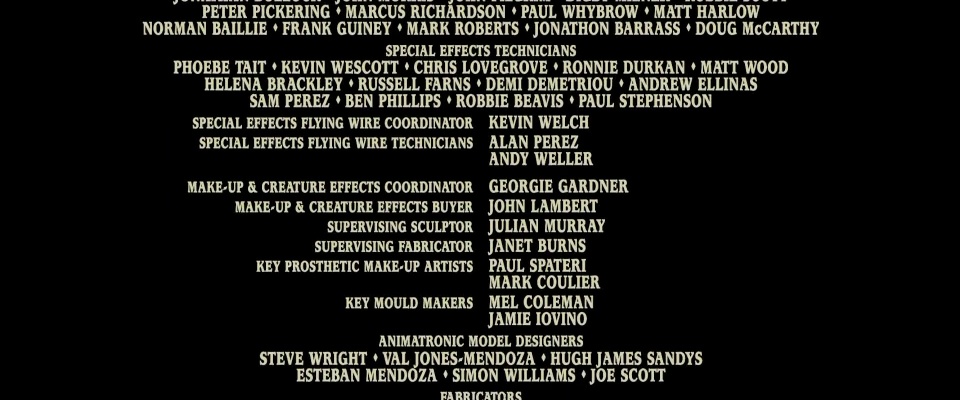 PETER PICKERING ♦ MARCUS RICHARDSON ♦ PAUL WHYBROW ♦ MATT HARLOW
NORMAN BAILLIE ♦ FRANK GUINEY ♦ MARK ROBERTS ♦ JONATHON BARRASS ♦ DOUG McCARTHY
SPECIAL EFFECTS TECHNICIANS
PHOEBE TAIT ♦ KEVIN WESCOTT ♦ CHRIS LOVEGROVE ♦ RONNIE DURKAN ♦ MATT WOOD
HELENA BRACKLEY ♦ RUSSELL FARNS ♦ DEMI DEMETRIOU ♦ ANDREW ELLINAS
SAM PEREZ ♦ BEN PHILLIPS ♦ ROBBIE BEAVIS ♦ PAUL STEPHENSON
SPECIAL EFFECTS FLYING WIRE COORDINATOR KEVIN WELCH
SPECIAL EFFECTS FLYING WIRE TECHNICIANS ALAN PEREZ
ANDY WELLER
MAKE-UP & CREATURE EFFECTS COORDINATOR GEORGIE GARDNER
MAKE-UP & CREATURE EFFECTS BUYER JOHN LAMBERT
SUPERVISING SCULPTOR JULIAN MURRAY
SUPERVISING FABRICATOR JANET BURNS
KEY PROSTHETIC MAKE-UP ARTISTS PAUL SPATERI
MARK COULIER
KEY MOULD MAKERS MEL COLEMAN
JAMIE IOVINO
ANIMATRONIC MODEL DESIGNERS
STEVE WRIGHT ♦ VAL JONES-MENDOZA ♦ HUGH JAMES SANDYS
ESTEBAN MENDOZA ♦ SIMON WILLIAMS ♦ JOE SCOTT
FABRICATORS